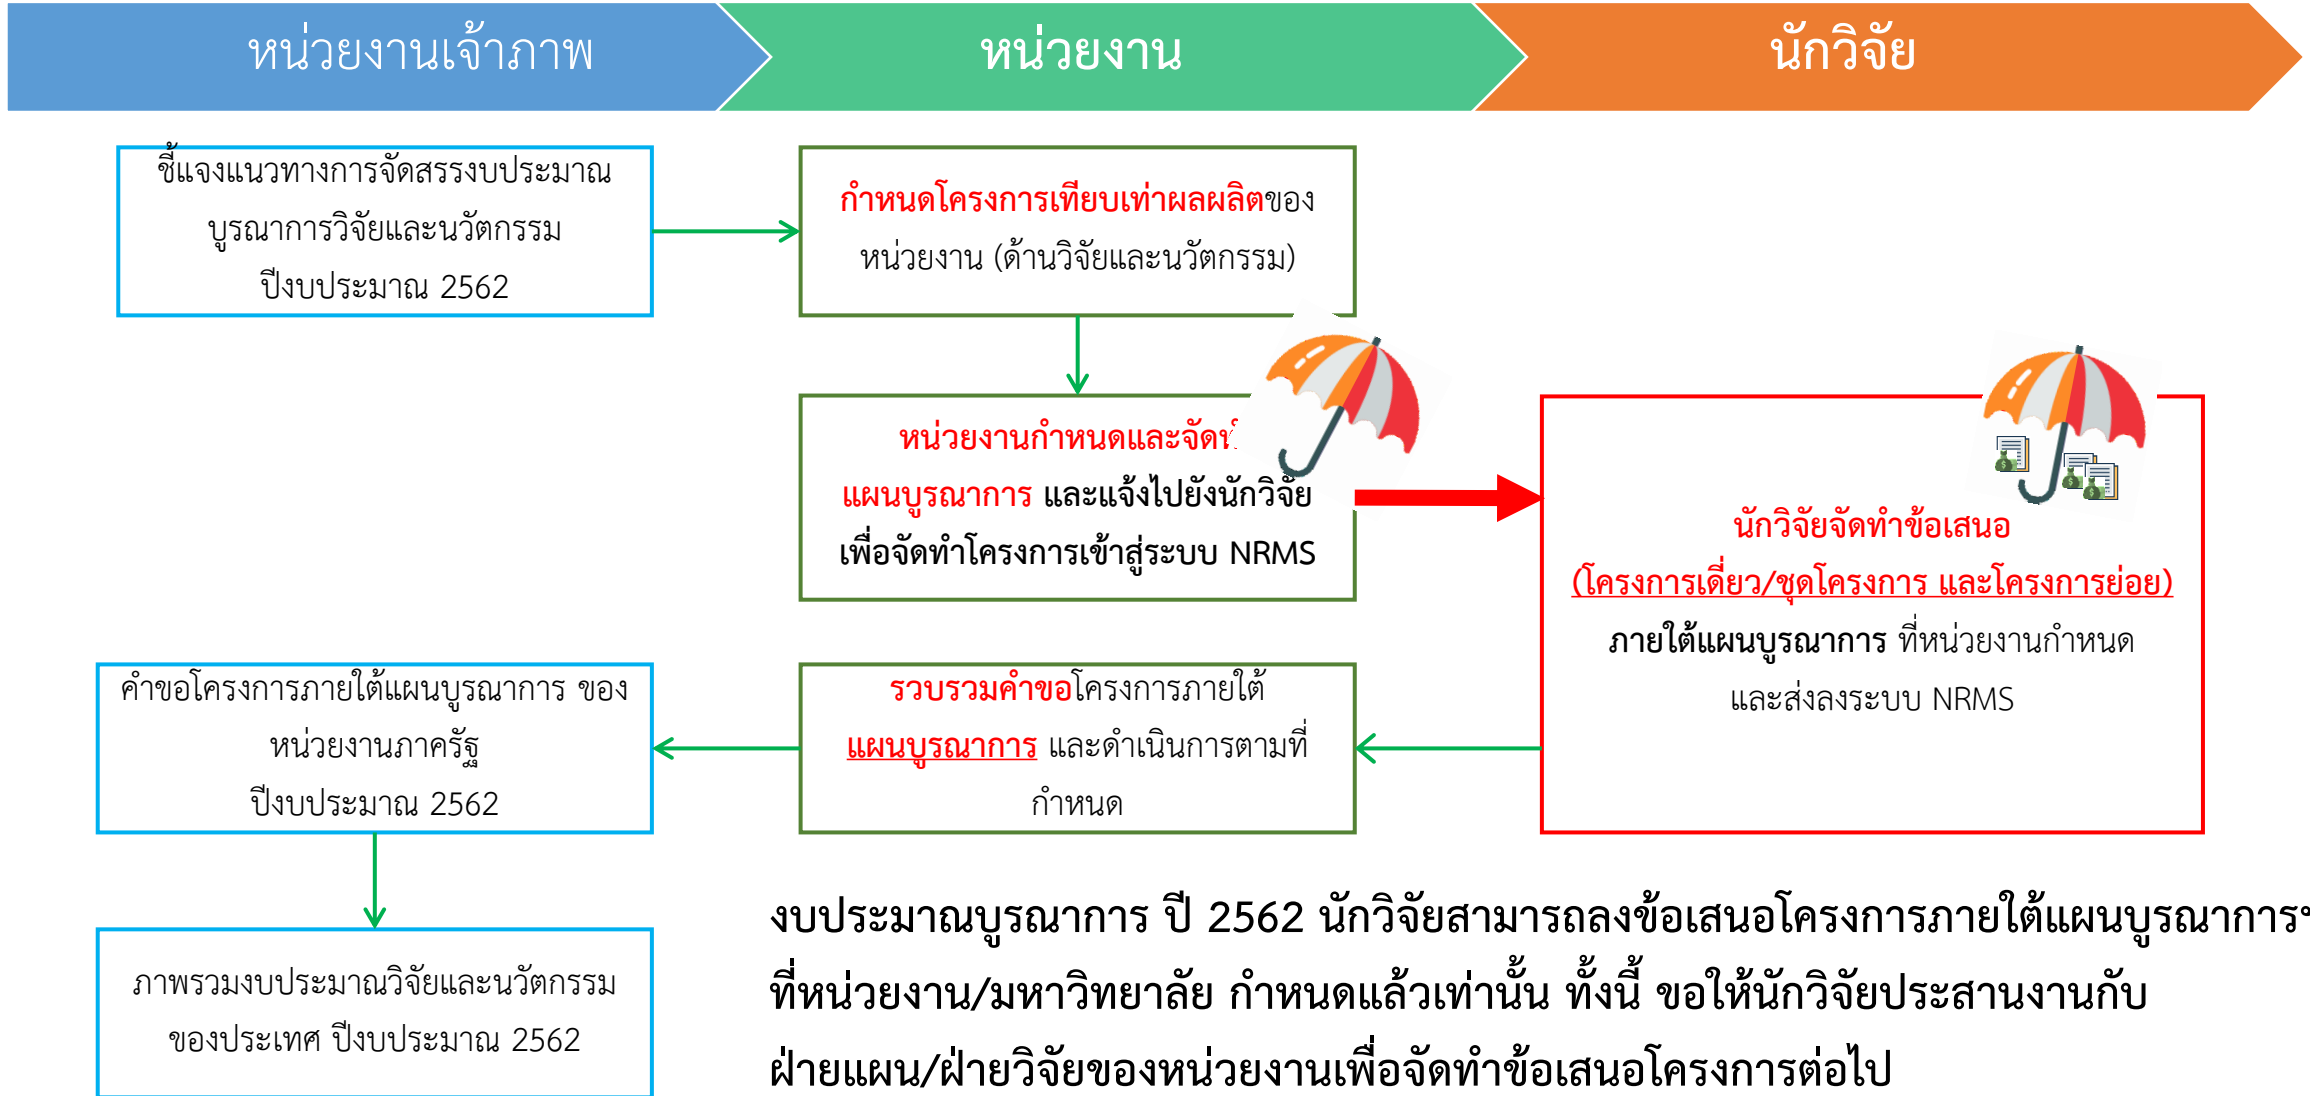 หน่วยงานเจ้าภาพ
หน่วยงาน
นักวิจัย
ชี้แจงแนวทางการจัดสรรงบประมาณ
บูรณาการวิจัยและนวัตกรรม
ปีงบประมาณ 2562
กำหนดโครงการเทียบเท่าผลผลิตของ
หน่วยงาน (ด้านวิจัยและนวัตกรรม)
หน่วยงานกำหนดและจัดทำ
แผนบูรณาการ และแจ้งไปยังนักวิจัย
เพื่อจัดทำโครงการเข้าสู่ระบบ NRMS
นักวิจัยจัดทำข้อเสนอ
(โครงการเดี่ยว/ชุดโครงการ และโครงการย่อย)
ภายใต้แผนบูรณาการ ที่หน่วยงานกำหนด
และส่งลงระบบ NRMS
รวบรวมคำขอโครงการภายใต้
แผนบูรณาการ และดำเนินการตามที่
กำหนด
คำขอโครงการภายใต้แผนบูรณาการ ของ
หน่วยงานภาครัฐ
ปีงบประมาณ 2562
ภาพรวมงบประมาณวิจัยและนวัตกรรม
ของประเทศ ปีงบประมาณ 2562
งบประมาณบูรณาการ ปี 2562 นักวิจัยสามารถลงข้อเสนอโครงการภายใต้แผนบูรณาการฯ
ที่หน่วยงาน/มหาวิทยาลัย กำหนดแล้วเท่านั้น ทั้งนี้ ขอให้นักวิจัยประสานงานกับ
ฝ่ายแผน/ฝ่ายวิจัยของหน่วยงานเพื่อจัดทำข้อเสนอโครงการต่อไป